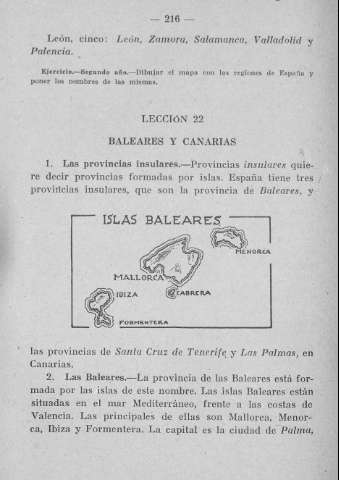 — 216 —
León, cinco: León, Zamora, Salamanca, Valladolid y
Palencia.
Ejercicio.—Segundo año.—Dibujar el mapa con las regiones de España y
poner los nombres de las mismas.
LECCIÓN 22
BALEARES Y CANARIAS
1. Las provincias insulares.—Provincias insulares quie-
re decir provincias formadas por islas. España tiene tres
provincias insulares, que son la provincia de Baleares, y
ISLAS BALEARES
MENORCA
MALLORCA
IBIZA
CABRERA
FORMENTERA
las provincias de Santa Cruz de Tenerife y Las Palmas, en
Canarias.
2. Las Baleares.—La provincia de las Baleares está for-
mada por las islas de este nombre. Las islas Baleares están
situadas en el mar Mediterráneo, frente a las costas de
Valencia. Las principales de ellas son Mallorca, Menor-
ca, Ibiza y Formentera. La capital es la ciudad de Palma,